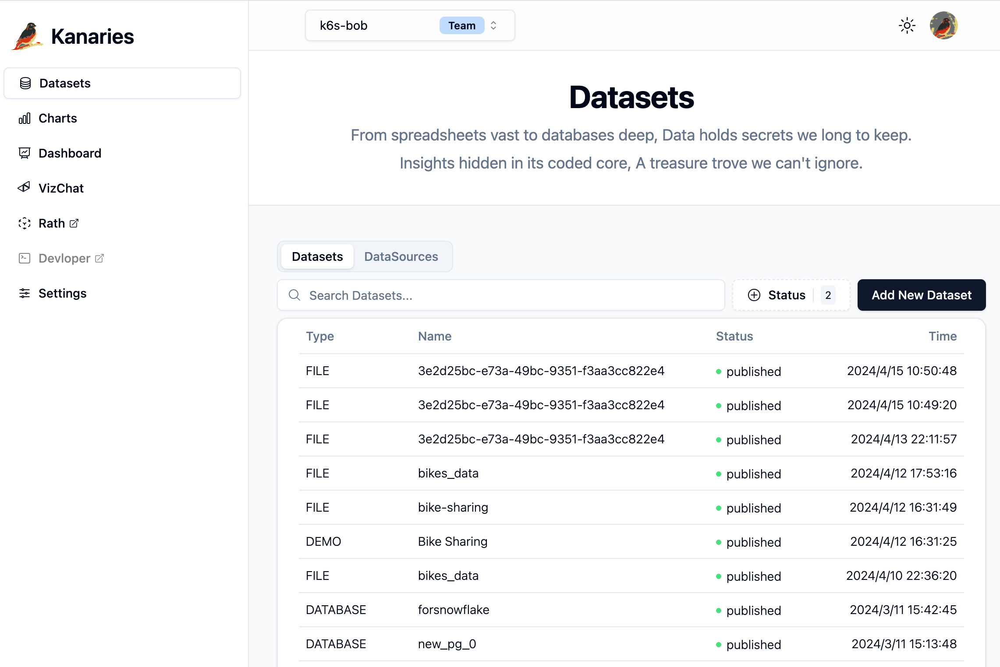 Kanaries
k6s-bob Team
Datasets
Charts
Dashboard
VizChat
Rath
Devloper
Settings
Datasets
From spreadsheets vast to databases deep, Data holds secrets we long to keep.
Insights hidden in its coded core, A treasure trove we can't ignore.
Datasets DataSources
Search Datasets... Status 2 Add New Dataset
Type Name Status Time
FILE 3e2d25bc-e73a-49bc-9351-f3aa3cc822e4 published 2024/4/15 10:50:48
FILE 3e2d25bc-e73a-49bc-9351-f3aa3cc822e4 published 2024/4/15 10:49:20
FILE 3e2d25bc-e73a-49bc-9351-f3aa3cc822e4 published 2024/4/13 22:11:57
FILE bikes_data published 2024/4/12 17:53:16
FILE bike-sharing published 2024/4/12 16:31:49
DEMO Bike Sharing published 2024/4/12 16:31:25
FILE bikes_data published 2024/4/10 22:36:20
DATABASE forsnowflake published 2024/3/11 15:42:45
DATABASE new_pg_0 published 2024/3/11 15:13:48